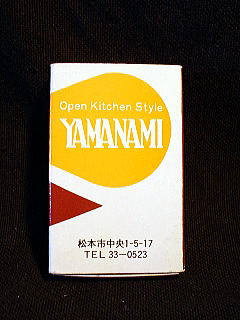 Open Kitchen Style
YAMANAMI
松本市中央1-5-17
TEL 33-0523